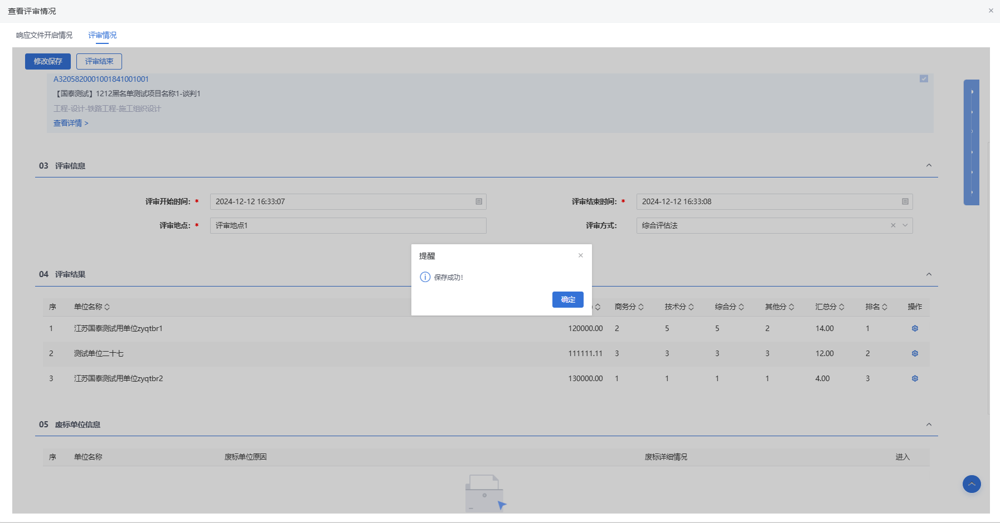 查看评审情况
响应文件开启情况 评审情况
修改保存 评审结束
A3205820001001841001001
【国泰测试】1212黑名单测试项目名称1-谈判1
工程-设计-铁路工程-施工组织设计
查看详情 >
03 评审信息
评审开始时间: * 2024-12-12 16:33:07 评审结束时间: * 2024-12-12 16:33:08
评审地点: * 评审地点1 评审方式: 综合评估法
提醒
保存成功!
确定
04 评审结果
序 单位名称 商务分 技术分 综合分 其他分 汇总分 排名 操作
1 江苏国泰测试用单位zyqtbr1 120000.00 2 5 5 2 14.00 1
2 测试单位二十七 111111.11 3 3 3 3 12.00 2
3 江苏国泰测试用单位zyqtbr2 130000.00 1 1 1 1 4.00 3
05 废标单位信息
序 单位名称 废标单位原因 废标详细情况 进入